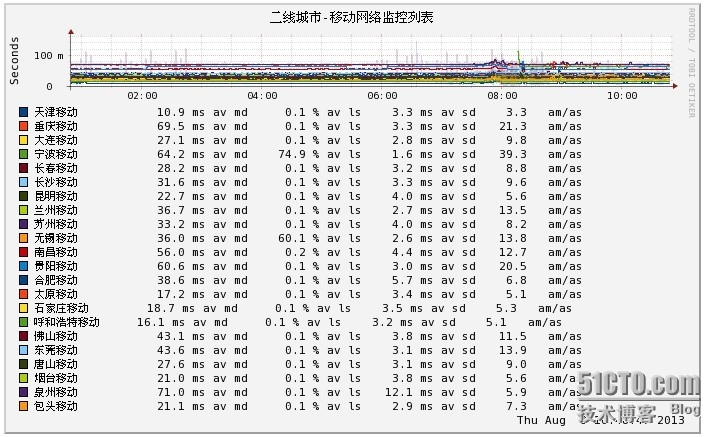 二线城市-移动网络监控列表
RRDTOOL / TOBI OETIKER
Seconds
100 m
0
02:00 04:00 06:00 08:00 10:00
天津移动 10.9 ms av md 0.1 % av ls 3.3 ms av sd 3.3 am/as
重庆移动 69.5 ms av md 0.1 % av ls 3.3 ms av sd 21.3 am/as
大连移动 27.1 ms av md 0.1 % av ls 2.8 ms av sd 9.8 am/as
宁波移动 64.2 ms av md 74.9 % av ls 1.6 ms av sd 39.3 am/as
长春移动 28.2 ms av md 0.1 % av ls 3.2 ms av sd 8.8 am/as
长沙移动 31.6 ms av md 0.1 % av ls 3.3 ms av sd 9.6 am/as
昆明移动 22.7 ms av md 0.1 % av ls 4.0 ms av sd 5.6 am/as
兰州移动 36.7 ms av md 0.1 % av ls 2.7 ms av sd 13.5 am/as
苏州移动 33.2 ms av md 0.1 % av ls 4.0 ms av sd 8.2 am/as
无锡移动 36.0 ms av md 60.1 % av ls 2.6 ms av sd 13.8 am/as
南昌移动 56.0 ms av md 0.2 % av ls 4.4 ms av sd 12.7 am/as
贵阳移动 60.6 ms av md 0.1 % av ls 3.0 ms av sd 20.5 am/as
合肥移动 38.6 ms av md 0.1 % av ls 5.7 ms av sd 6.8 am/as
太原移动 17.2 ms av md 0.1 % av ls 3.4 ms av sd 5.1 am/as
石家庄移动 18.7 ms av md 0.1 % av ls 3.5 ms av sd 5.3 am/as
呼和浩特移动 16.1 ms av md 0.1 % av ls 3.2 ms av sd 5.1 am/as
佛山移动 43.1 ms av md 0.1 % av ls 3.8 ms av sd 11.5 am/as
东莞移动 43.6 ms av md 0.1 % av ls 3.1 ms av sd 13.9 am/as
唐山移动 27.6 ms av md 0.1 % av ls 3.1 ms av sd 9.0 am/as
烟台移动 21.0 ms av md 0.1 % av ls 3.8 ms av sd 5.6 am/as
泉州移动 71.0 ms av md 0.1 % av ls 12.1 ms av sd 5.9 am/as
包头移动 21.1 ms av md 0.1 % av ls 2.9 ms av sd 7.3 am/as
51CTO.com
技术博客 Blog
Thu Aug 2013